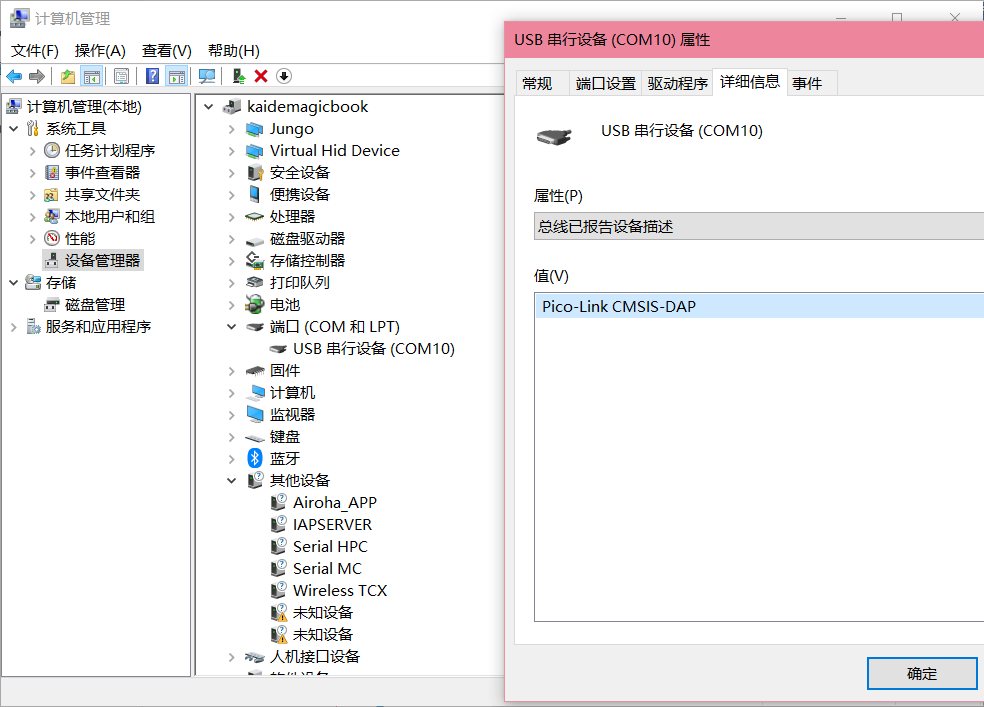 计算机管理
文件(F) 操作(A) 查看(V) 帮助(H)
计算机管理(本地)
系统工具
任务计划程序
事件查看器
共享文件夹
本地用户和组
性能
设备管理器
存储
磁盘管理
服务和应用程序
kaidemagicbook
Jungo
Virtual Hid Device
安全设备
便携设备
处理器
磁盘驱动器
存储控制器
打印队列
电池
端口 (COM 和 LPT)
USB 串行设备 (COM10)
固件
计算机
监视器
键盘
蓝牙
其他设备
Airoha_APP
IAPSERVER
Serial HPC
Serial MC
Wireless TCX
未知设备
未知设备
人机接口设备
USB 串行设备 (COM10) 属性
常规 端口设置 驱动程序 详细信息 事件
USB 串行设备 (COM10)
属性(P)
总线已报告设备描述
值(V)
Pico-Link CMSIS-DAP
确定